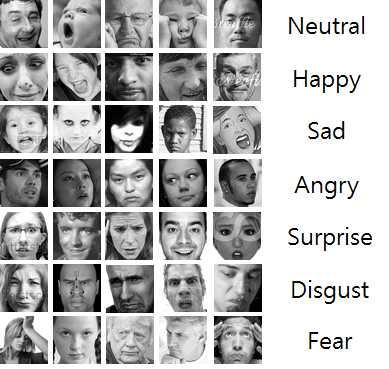 Neutral
Happy
Sad
Angry
Surprise
Disgust
Fear